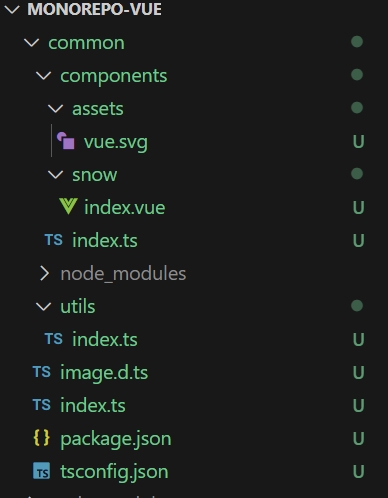 MONOREPO-VUE
common
components
assets
vue.svg U
snow
index.vue U
TS index.ts U
node_modules
utils
TS index.ts U
TS image.d.ts U
TS index.ts U
{} package.json U
TS tsconfig.json U